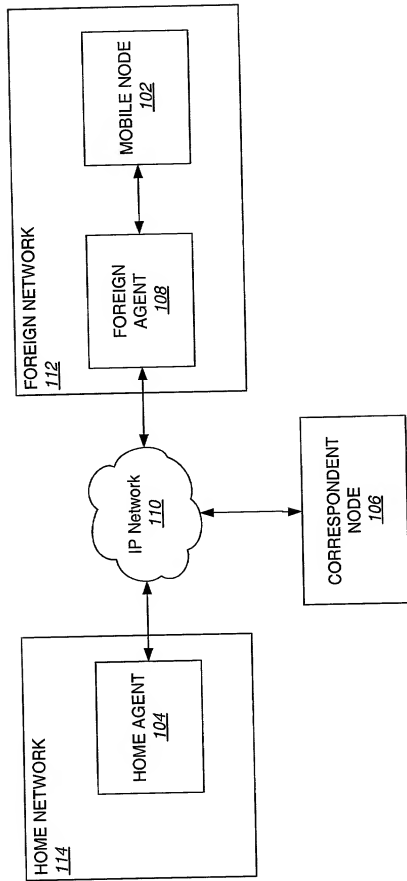 HOME NETWORK
114
HOME AGENT
104
IP Network
110
CORRESPONDENT
NODE
106
FOREIGN NETWORK
112
FOREIGN
AGENT
108
MOBILE NODE
102